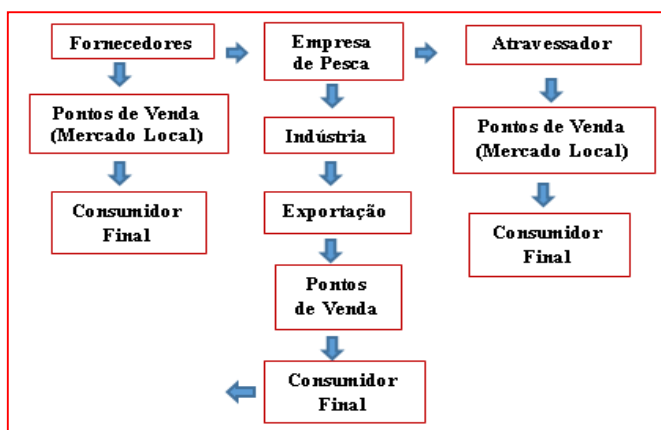 Fornecedores
Empresa
de Pesca
Atravessador
Pontos de Venda
(Mercado Local)
Indústria
Pontos de Venda
(Mercado Local)
Consumidor
Final
Exportação
Consumidor
Final
Pontos
de Venda
Consumidor
Final